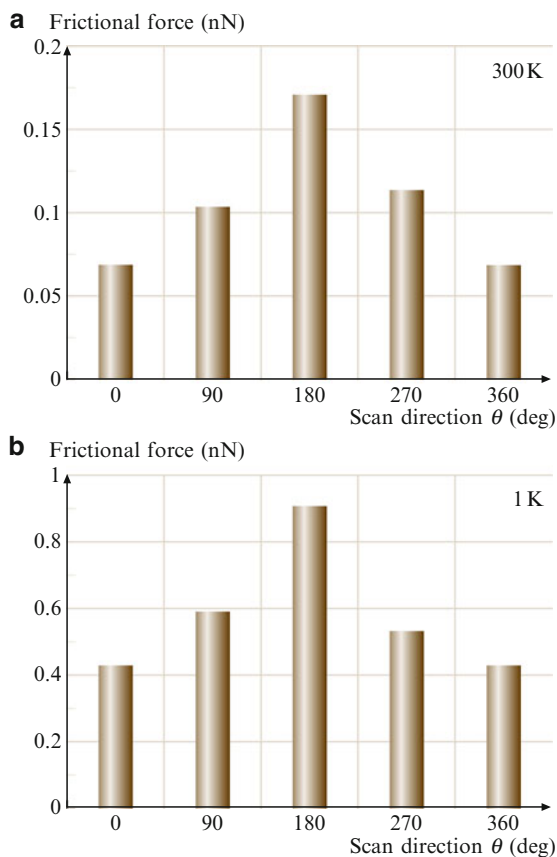 a Frictional force (nN)
0.2
300 K
0.15
0.1
0.05
0
0 90 180 270 360
Scan direction θ (deg)
b Frictional force (nN)
1
1 K
0.8
0.6
0.4
0.2
0
0 90 180 270 360
Scan direction θ (deg)